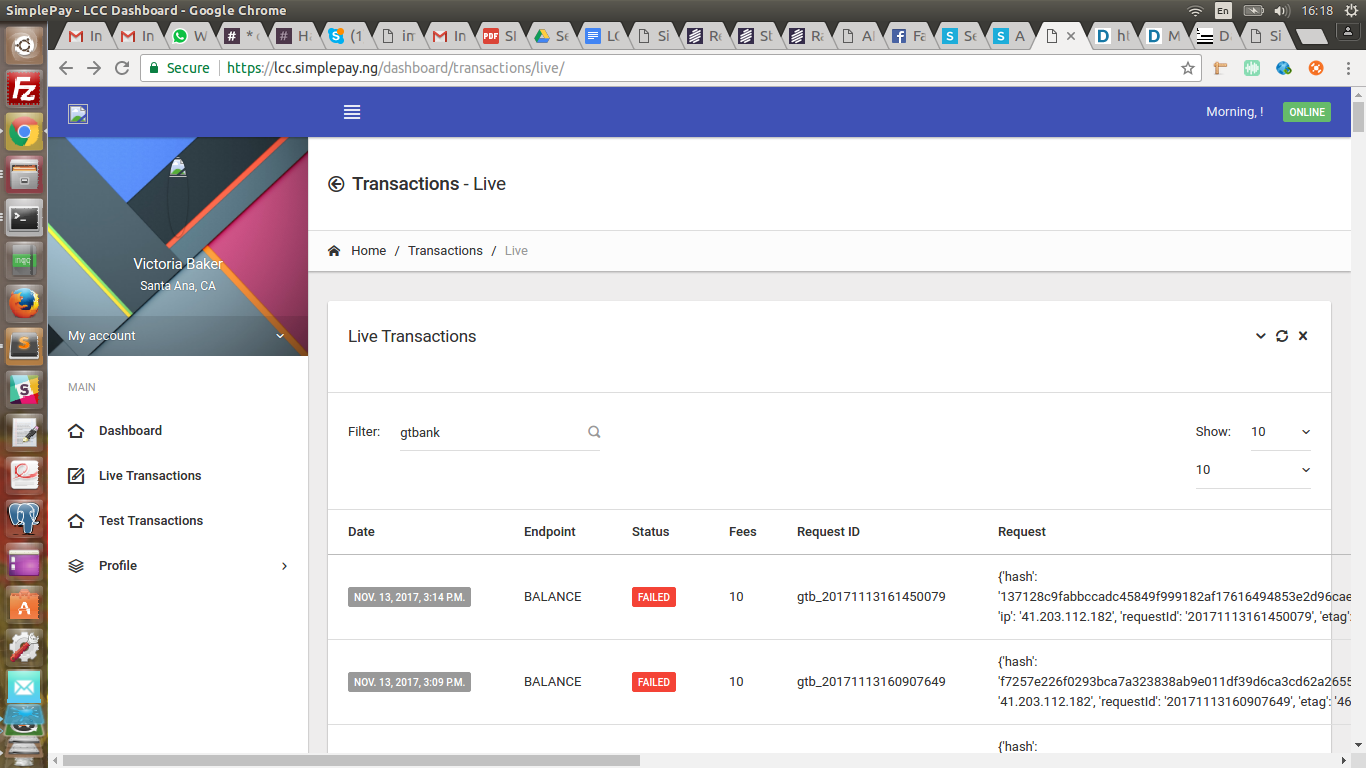 SimplePay - LCC Dashboard - Google Chrome
En
16:18
In
In
W
* c
Ha
(1
in
In
SI
Se
LC
Si
Re
St
Ra
Al
Fa
Se
A
ht
M
D
Si
Secure
https://lcc.simplepay.ng/dashboard/transactions/live/
Morning, !
ONLINE
Victoria Baker
Santa Ana, CA
My account
MAIN
Dashboard
Live Transactions
Test Transactions
Profile
Transactions - Live
Home / Transactions / Live
Live Transactions
Filter: gtbank
Show: 10
10
Date Endpoint Status Fees Request ID Request
NOV. 13, 2017, 3:14 P.M. BALANCE FAILED 10 gtb_20171113161450079
{'hash':
'137128c9fabbccadc45849f999182af17616494853e2d96cae
'ip': '41.203.112.182', 'requestId': '20171113161450079', 'etag':
NOV. 13, 2017, 3:09 P.M. BALANCE FAILED 10 gtb_20171113160907649
{'hash':
'f7257e226f0293bca7a323838ab9e011df39d6ca3cd62a2655
'41.203.112.182', 'requestId': '20171113160907649', 'etag': '46
{'hash':